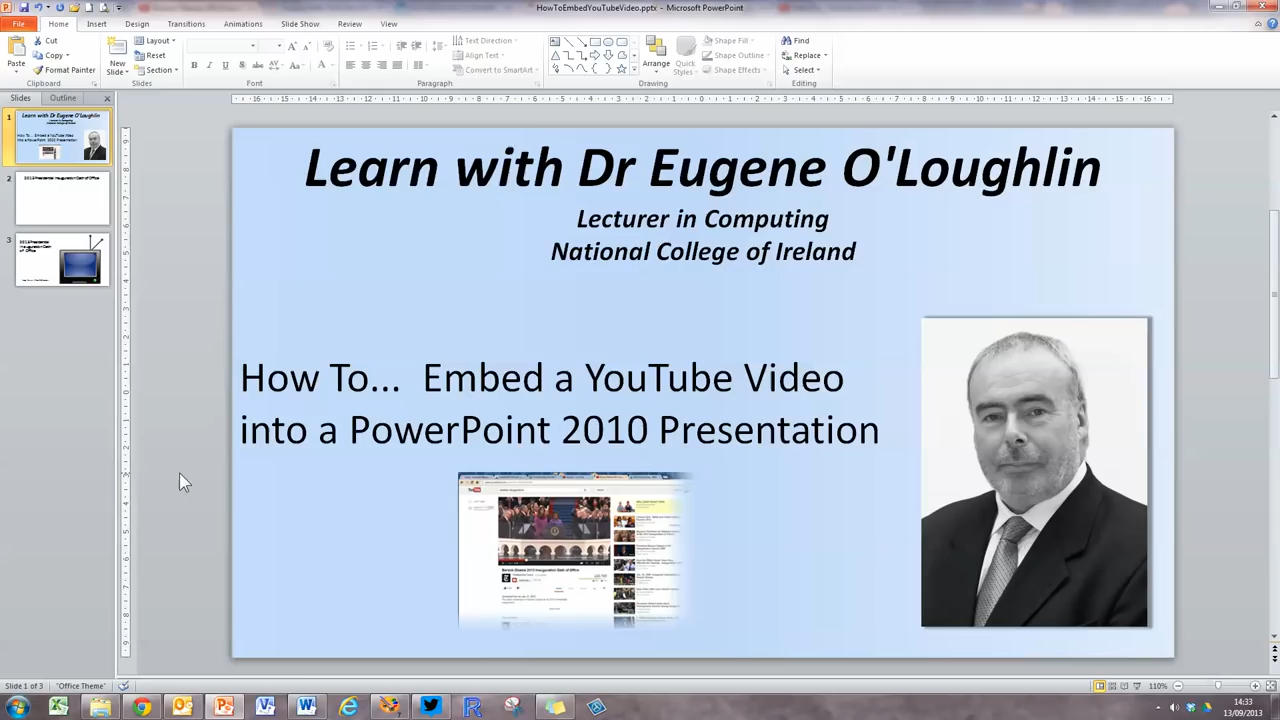 HowToEmbedYouTubeVideo.pptx - Microsoft PowerPoint
File Home Insert Design Transitions Animations Slide Show Review View
Cut
Copy
Format Painter
Paste
Clipboard
New
Slide
Layout
Reset
Section
Slides
Font
Text Direction
Align Text
Convert to SmartArt
Paragraph
Arrange
Quick
Styles
Shape Fill
Shape Outline
Shape Effects
Drawing
Find
Replace
Select
Editing
Slides Outline
1
2
3
Learn with Dr Eugene O'Loughlin
Lecturer in Computing
National College of Ireland
How To... Embed a YouTube Video
into a PowerPoint 2010 Presentation
Slide 1 of 3
"Office Theme"
110%
14:33
13/09/2013